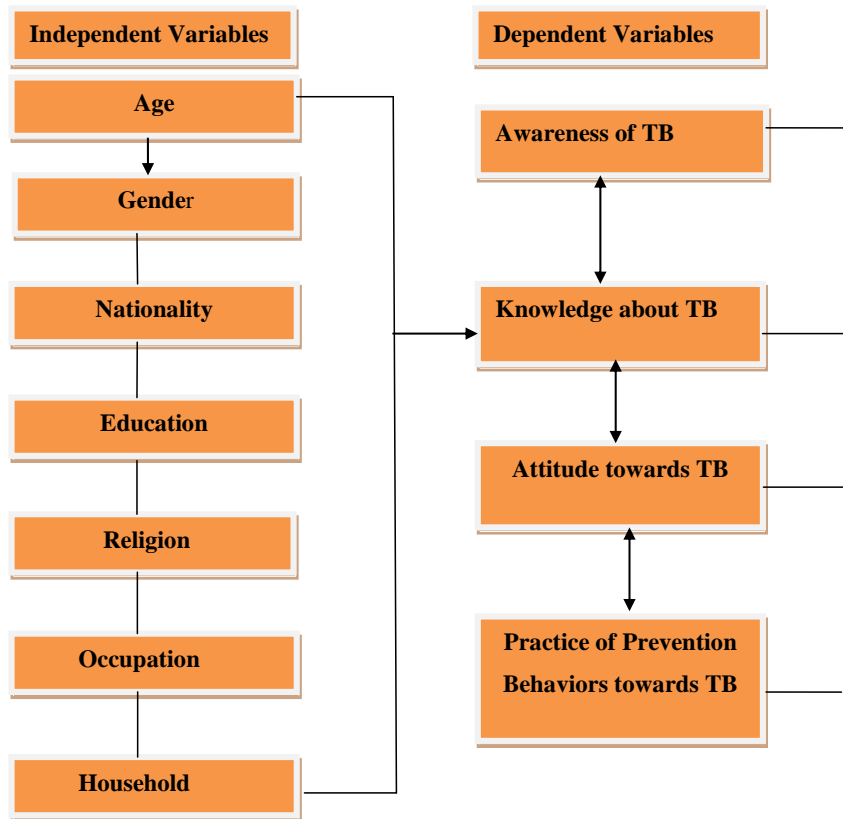 Independent Variables
Age
Gender
Nationality
Education
Religion
Occupation
Household
Dependent Variables
Awareness of TB
Knowledge about TB
Attitude towards TB
Practice of Prevention
Behaviors towards TB